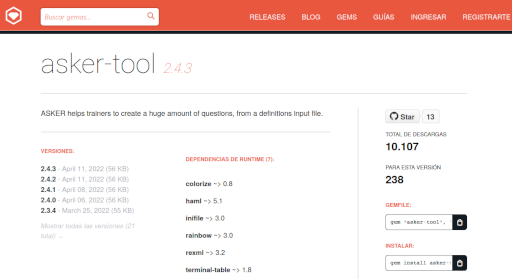 Buscar gemas...
RELEASES BLOG GEMS GUÍAS INGRESAR REGISTRARTE
asker-tool 2.4.3
ASKER helps trainers to create a huge amount of questions, from a definitions input file.
Star 13
TOTAL DE DESCARGAS
10.107
PARA ESTA VERSIÓN
238
VERSIONES:
2.4.3 - April 11, 2022 (56 KB)
2.4.2 - April 11, 2022 (56 KB)
2.4.1 - April 08, 2022 (56 KB)
2.4.0 - April 06, 2022 (56 KB)
2.3.4 - March 25, 2022 (55 KB)
Mostrar todas las versiones (21
total) →
DEPENDENCIAS DE RUNTIME (7):
colorize ~> 0.8
haml ~> 5.1
inifile ~> 3.0
rainbow ~> 3.0
rexml ~> 3.2
terminal-table ~> 1.8
GEMFILE:
gem 'asker-tool',
INSTALAR:
gem install asker-